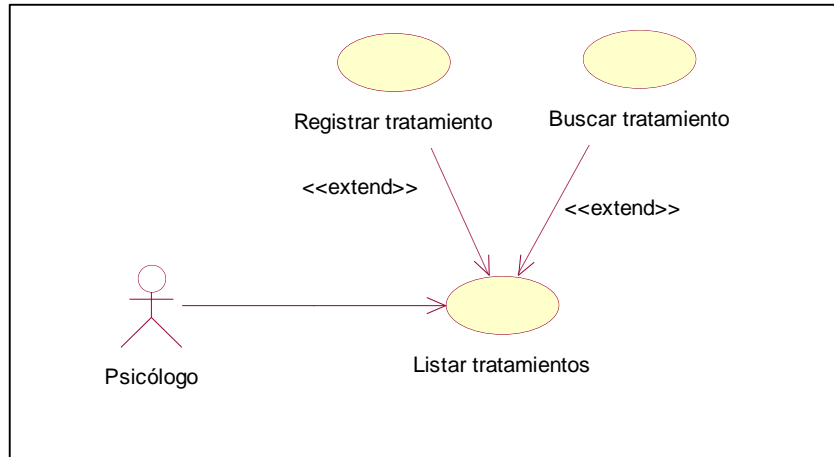 Registrar tratamiento
Buscar tratamiento
<<extend>>
<<extend>>
Psicólogo
Listar tratamientos